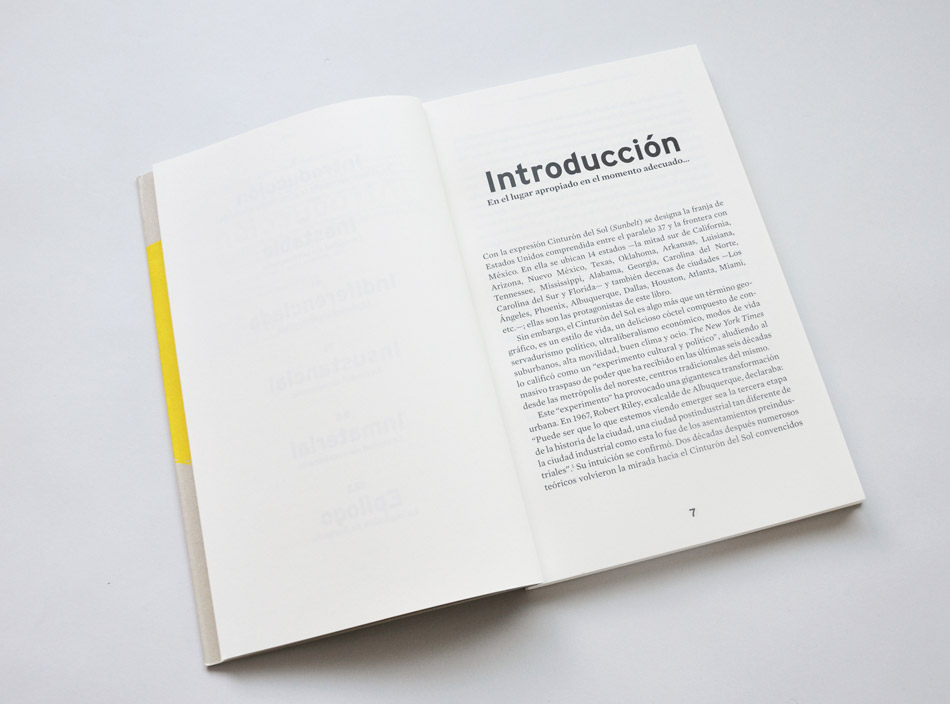 Introducción
En el lugar apropiado en el momento adecuado...
Con la expresión Cinturón del Sol (Sunbelt) se designa la franja de
Estados Unidos comprendida entre el paralelo 37 y la frontera con
México. En ella se ubican 14 estados —la mitad sur de California,
Arizona, Nuevo México, Texas, Oklahoma, Arkansas, Luisiana,
Tennessee, Mississippi, Alabama, Georgia, Carolina del Norte,
Carolina del Sur y Florida— y también decenas de ciudades —Los
Ángeles, Phoenix, Albuquerque, Dallas, Houston, Atlanta, Miami,
etc.—; ellas son las protagonistas de este libro.
Sin embargo, el Cinturón del Sol es algo más que un término geo-
gráfico, es un estilo de vida, un delicioso cóctel compuesto de con-
servadurismo político, ultraliberalismo económico, modos de vida
suburbanos, alta movilidad, buen clima y ocio. The New York Times
lo calificó como un “experimento cultural y político”, aludiendo al
masivo traspaso de poder que ha recibido en las últimas seis décadas
desde las metrópolis del noreste, centros tradicionales del mismo.
Este “experimento” ha provocado una gigantesca transformación
urbana. En 1967, Robert Riley, exalcalde de Albuquerque, declaraba:
“Puede ser que lo que estemos viendo emerger sea la tercera etapa
de la historia de la ciudad, una ciudad postindustrial tan diferente de
la ciudad industrial como esta lo fue de los asentamientos preindus-
triales”.¹ Su intuición se confirmó. Dos décadas después numerosos
teóricos volvieron la mirada hacia el Cinturón del Sol convencidos
7